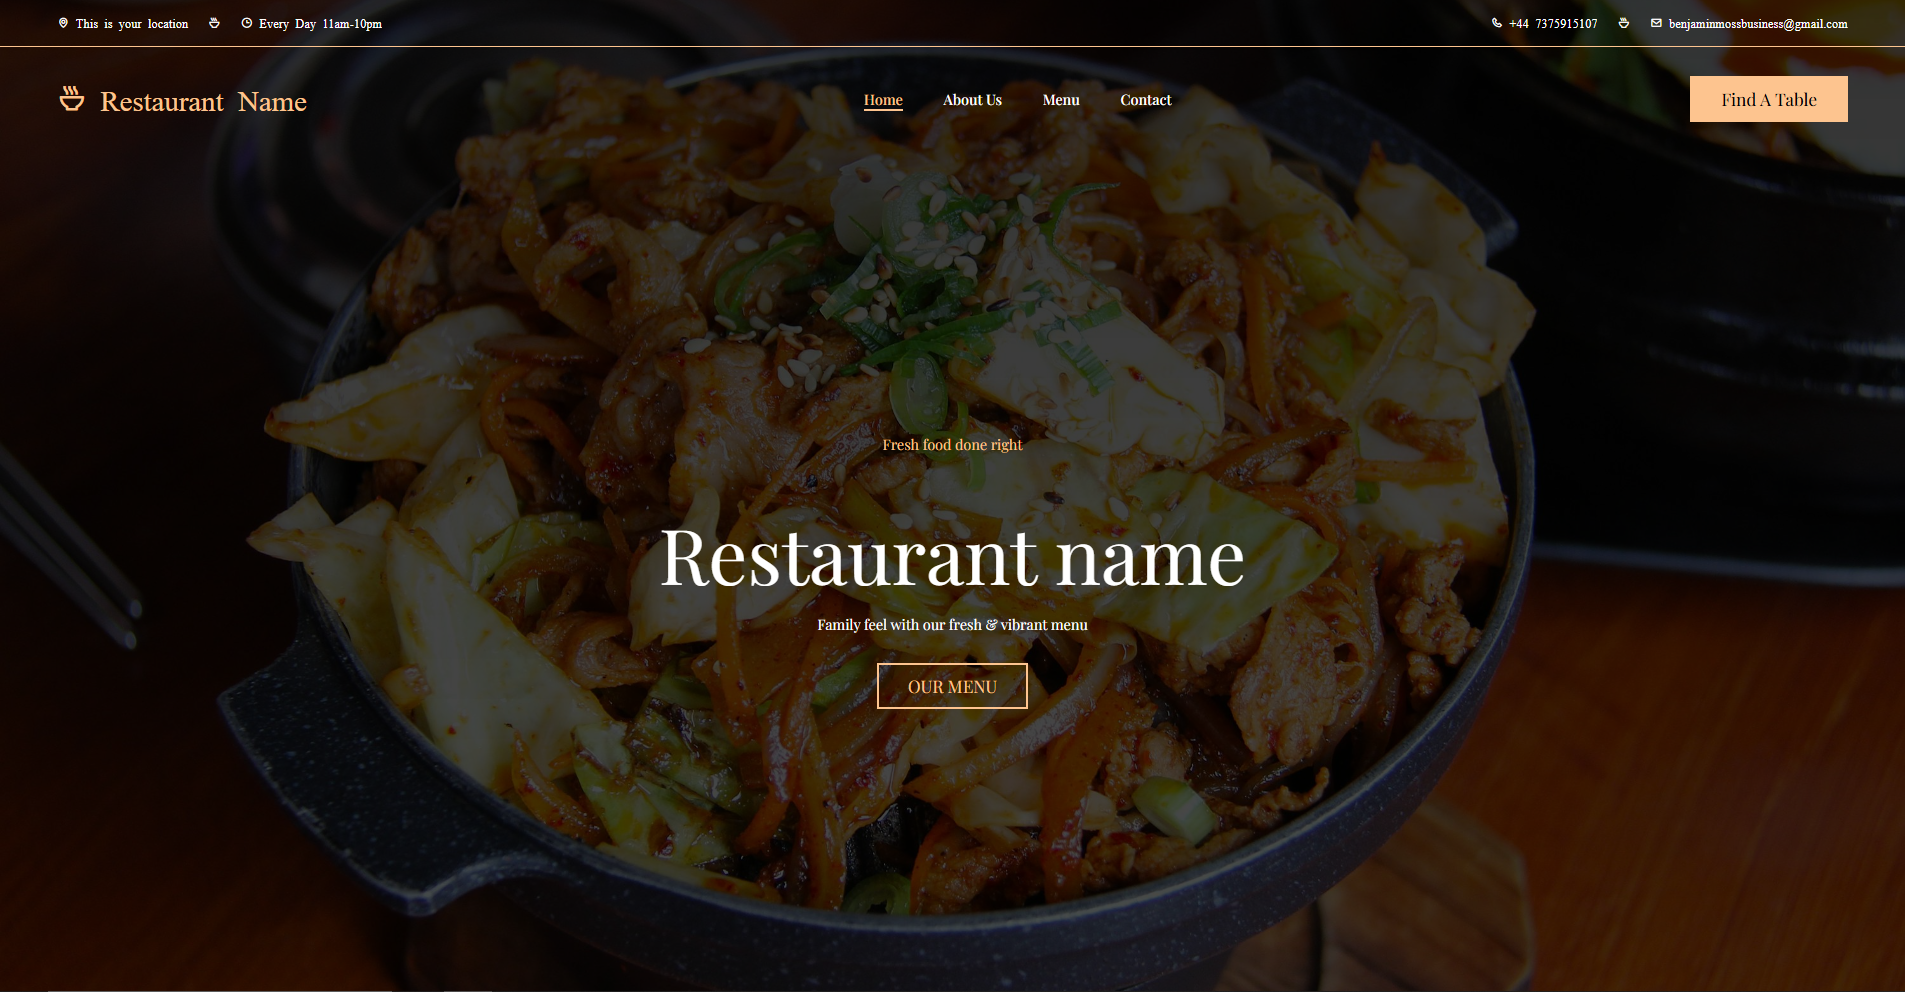 This is your location
Every Day 11am-10pm
+44 7375915107
benjaminmossbusiness@gmail.com
Restaurant Name
Home
About Us
Menu
Contact
Find A Table
Fresh food done right
Restaurant name
Family feel with our fresh & vibrant menu
OUR MENU